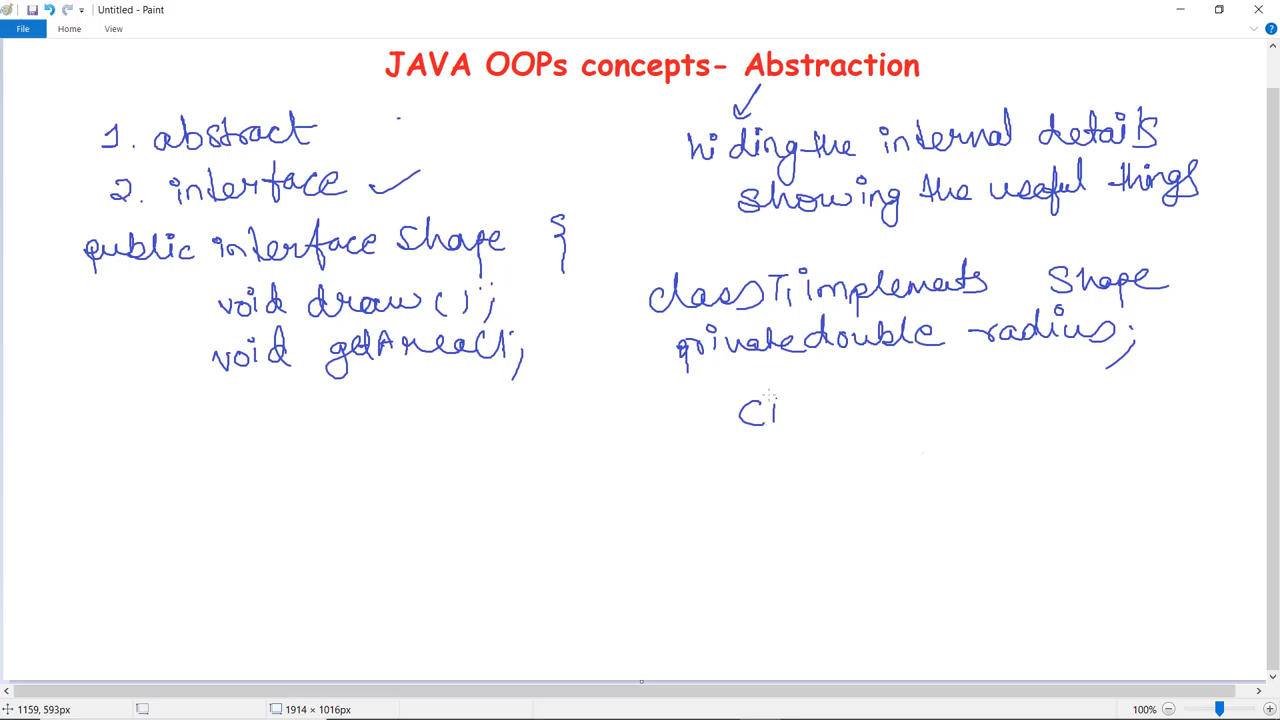 Untitled - Paint
File Home View
JAVA OOPs concepts- Abstraction
1. abstract
2. interface
public interface Shape {
void draw();
void getArea();
hiding the internal details
showing the useful things
class T, implements Shape
private double radius;
Ci
1159, 593px
1914 × 1016px
100%